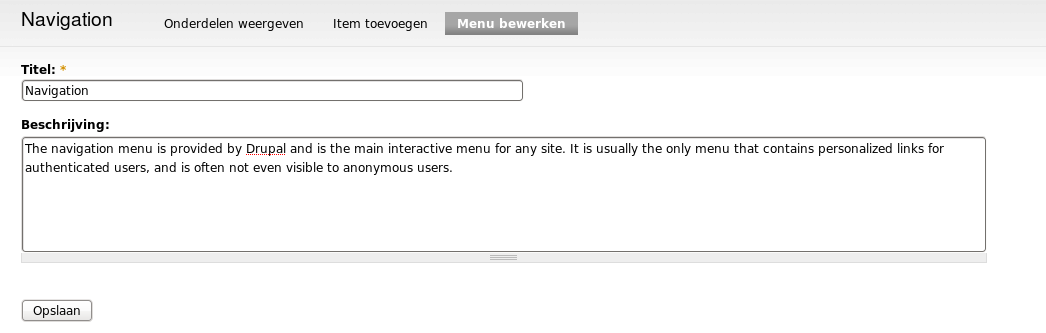 Navigation
Onderdelen weergeven Item toevoegen Menu bewerken
Titel: *
Navigation
Beschrijving:
The navigation menu is provided by Drupal and is the main interactive menu for any site. It is usually the only menu that contains personalized links for
authenticated users, and is often not even visible to anonymous users.
Opslaan